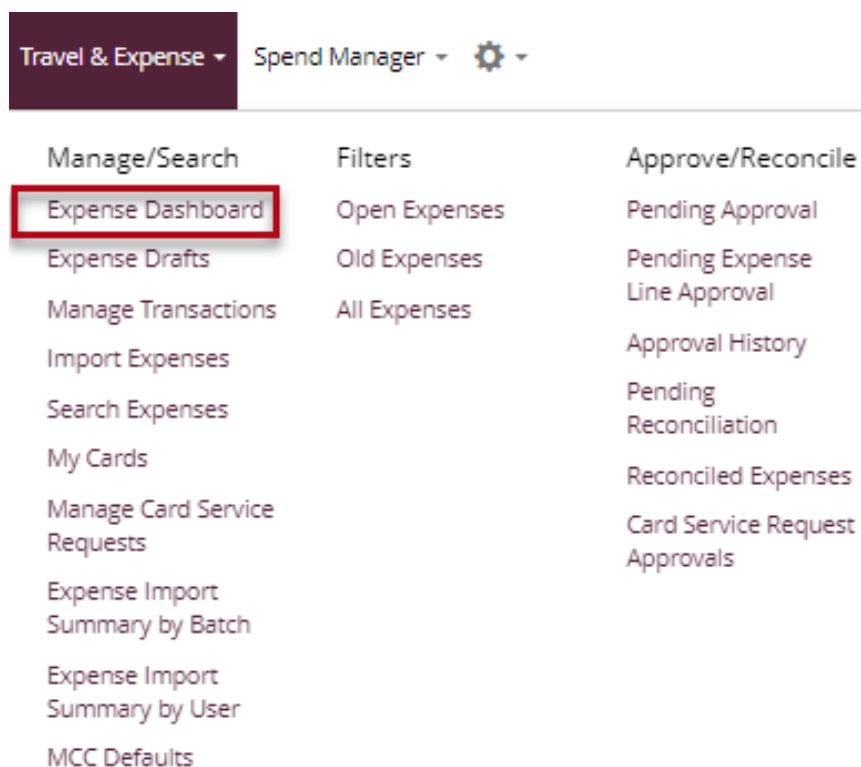 Travel & Expense
Spend Manager
Manage/Search
Expense Dashboard
Expense Drafts
Manage Transactions
Import Expenses
Search Expenses
My Cards
Manage Card Service
Requests
Expense Import
Summary by Batch
Expense Import
Summary by User
MCC Defaults
Filters
Open Expenses
Old Expenses
All Expenses
Approve/Reconcile
Pending Approval
Pending Expense
Line Approval
Approval History
Pending
Reconciliation
Reconciled Expenses
Card Service Request
Approvals